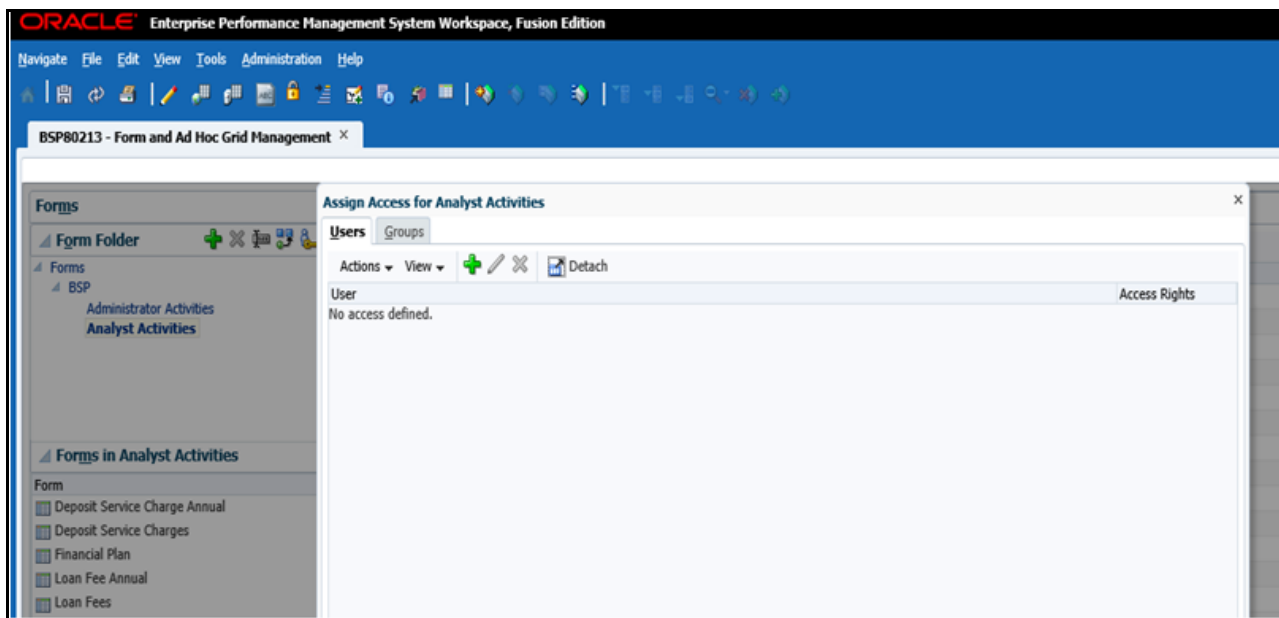 ORACLE Enterprise Performance Management System Workspace, Fusion Edition
Navigate File Edit View Tools Administration Help
BSP80213 - Form and Ad Hoc Grid Management ×
Forms
Form Folder
Forms
BSP
Administrator Activities
Analyst Activities
Forms in Analyst Activities
Form
Deposit Service Charge Annual
Deposit Service Charges
Financial Plan
Loan Fee Annual
Loan Fees
Assign Access for Analyst Activities ×
Users Groups
Actions View Detach
User Access Rights
No access defined.